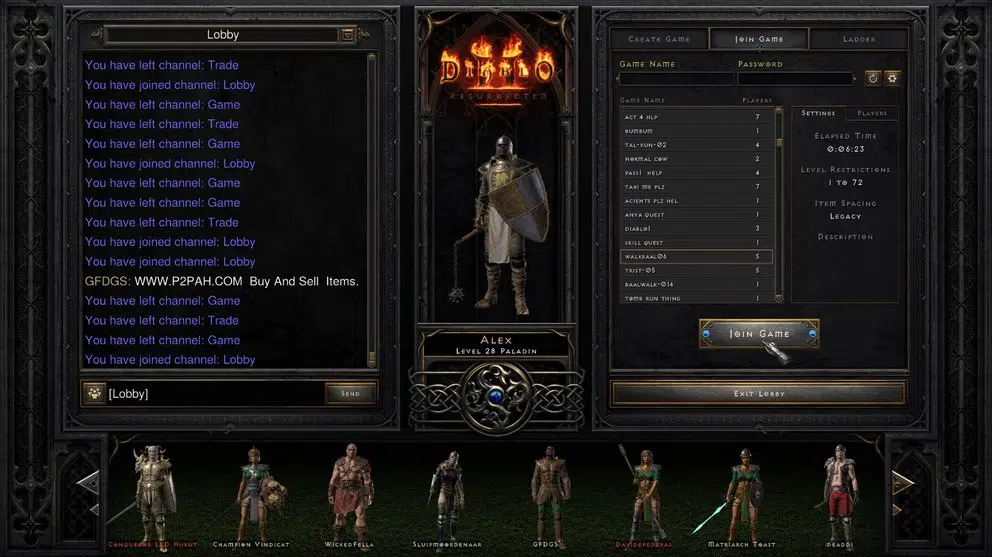 Lobby
You have left channel: Trade
You have joined channel: Lobby
You have left channel: Game
You have left channel: Trade
You have left channel: Game
You have joined channel: Lobby
You have left channel: Game
You have left channel: Game
You have left channel: Trade
You have joined channel: Lobby
You have joined channel: Lobby
GFDGS: WWW.P2PAH.COM Buy And Sell Items.
You have left channel: Game
You have left channel: Trade
You have left channel: Game
You have joined channel: Lobby
[Lobby]
Send
DIABLO
RESURRECTED
Alex
Level 28 Paladin
Create Game
Join Game
Ladder
Game Name
Password
Game Name Players
Act 4 hlp 7
bumbum 1
tal-run-02 4
normal cow 2
pass1 help 4
taxi me plz 7
acients plz hel 1
anya quest 1
diablo1 3
skill quest 1
walkbaal06 5
trist-05 5
baalwalk-014 1
tomb run thing 1
Settings
Players
Elapsed Time
0:06:23
Level Restrictions
1 to 72
Item Spacing
Legacy
Description
Join Game
Exit Lobby
Champion Vindicat
WickedFella
Sluipmoordenaar
GFDGS
Davidepederas
Matriarch Toast